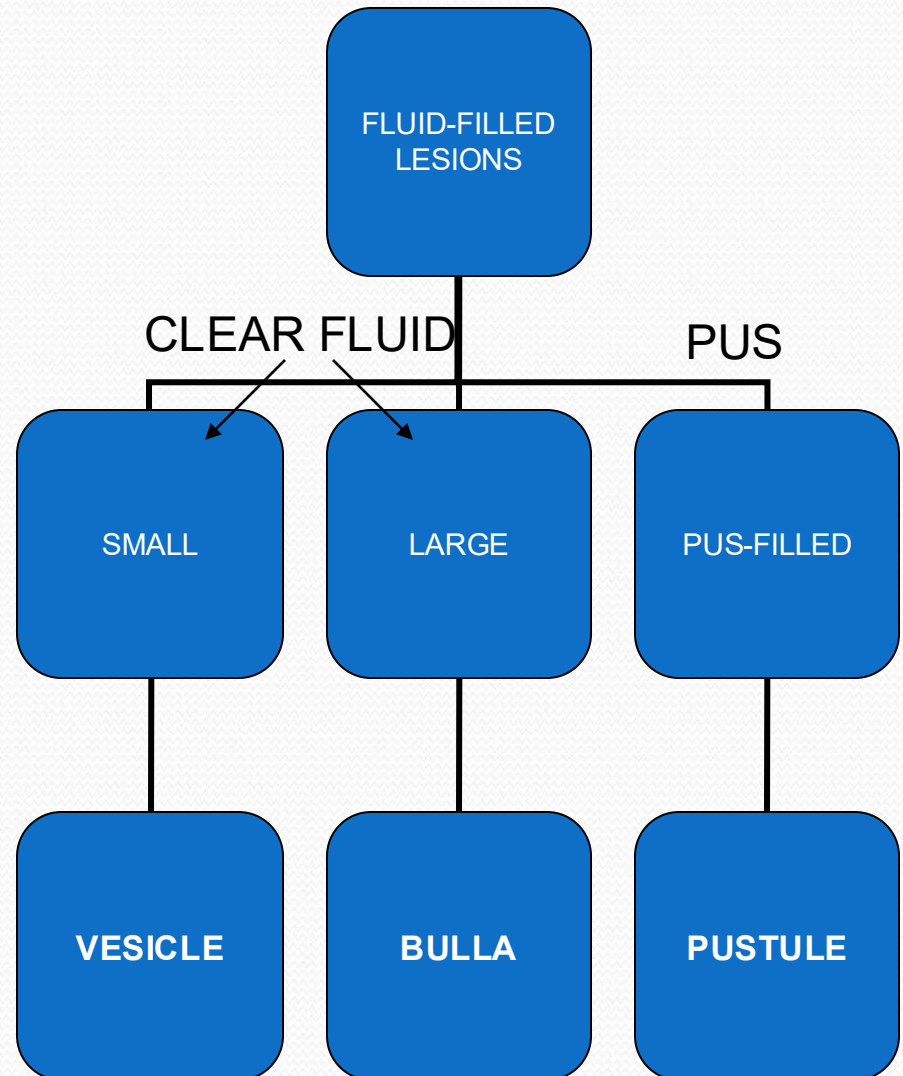 FLUID-FILLED
LESIONS
CLEAR FLUID
PUS
SMALL
LARGE
PUS-FILLED
VESICLE
BULLA
PUSTULE